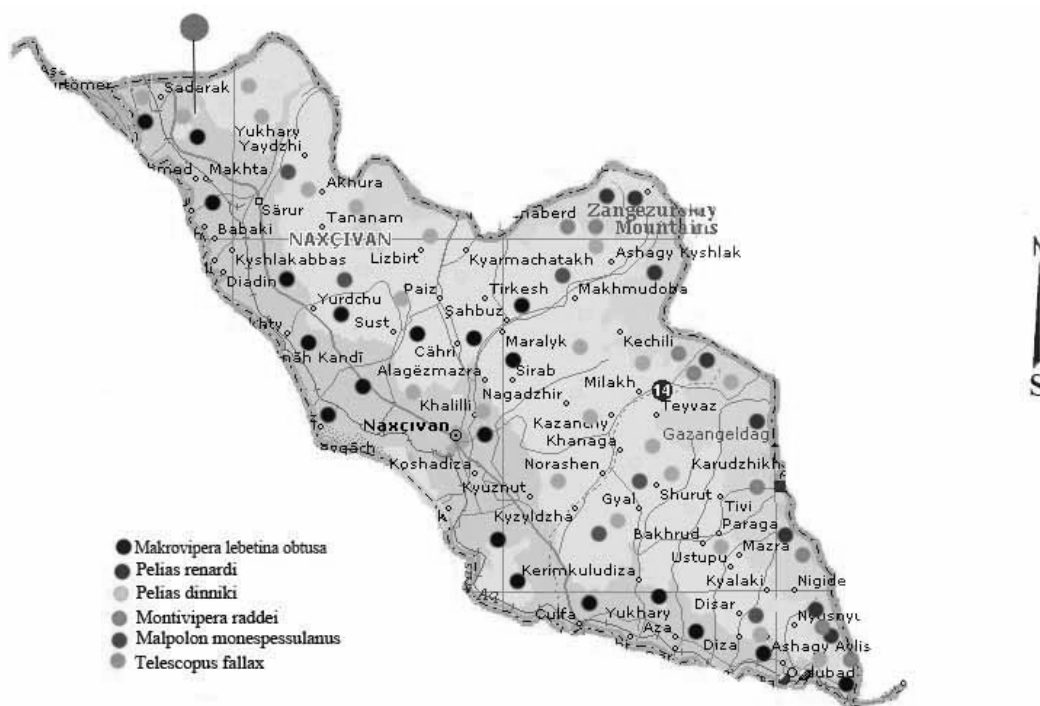 Sadarak
Yukhary
Yaydzhi
Makhta
Akhura
Särur
Tananam
Zangezurskiy
Mountains
Babaki
NAXÇIVAN
Kyshlakabbas
Lizbirt
Kyarmachatakh
Ashagy Kyshlak
Diadin
Paiz
Tirkesh
Makhmudoba
Yurdchu
Şahbuz
Sust
Maralyk
Kechili
Cähri
Alagëzmazra
Sirab
Milakh
14
Nagadzhir
Teyvaz
Khalilli
Kazanchy
Naxçıvan
Khanaga
Gazangeldag
Koshadiza
Norashen
Karudzhikh
Kyuznut
Gyal
Shurut
Tivi
Kyzyldzha
Bakhrud
Paraga
Ustupu
Mazra
Kerimkuludiza
Kyalaki
Nigide
Culfa
Yukhary
Aza
Disar
Diza
Ashagy Aylis
S
Makrovipera lebetina obtusa
Pelias renardi
Pelias dinniki
Montivipera raddei
Malpolon monespessulanus
Telescopus fallax